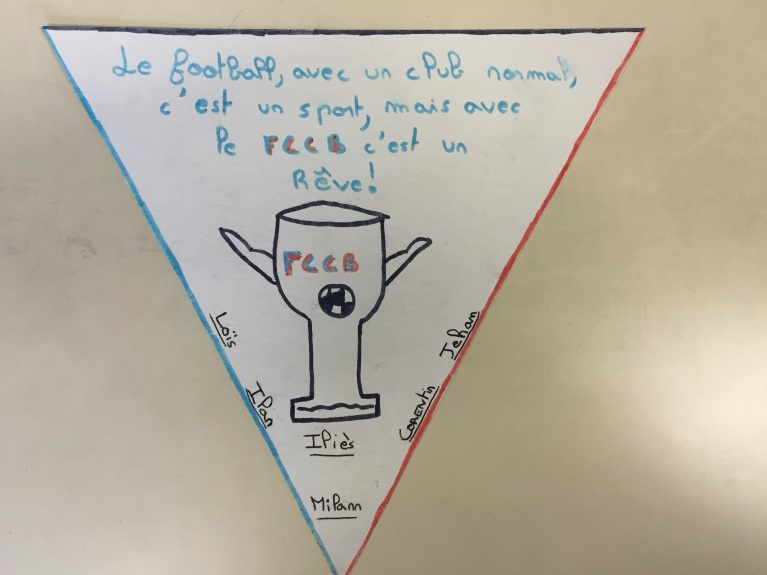 Le football, avec un club normal,
c'est un sport, mais avec
le FCCB c'est un
Rêve!
FCCB
Loïs
Jehan
Ilan
Corentin
Iliès
Milann